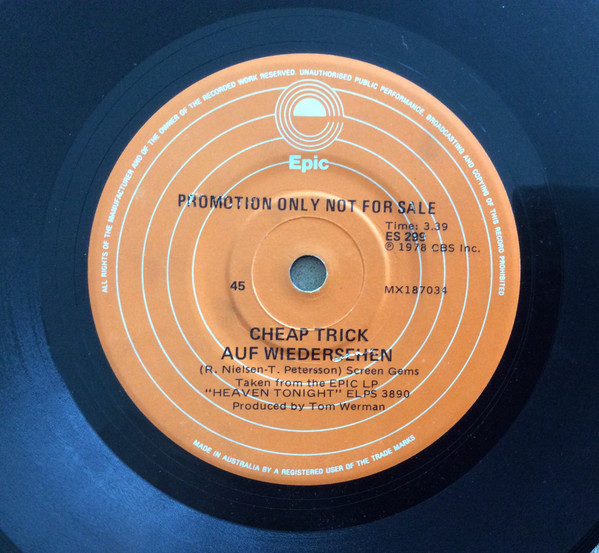 ALL RIGHTS OF THE MANUFACTURER AND OF THE OWNER OF THE RECORDED WORK RESERVED. UNAUTHORISED PUBLIC PERFORMANCE, BROADCASTING AND COPYING OF THIS RECORD PROHIBITED
Epic
PROMOTION ONLY NOT FOR SALE
Time: 3.39
ES 299
℗ 1978 CBS Inc.
45
MX187034
CHEAP TRICK
AUF WIEDERSEHEN
(R. Nielsen-T. Petersson) Screen Gems
Taken from the EPIC LP
"HEAVEN TONIGHT" ELPS 3890
Produced by Tom Werman
MADE IN AUSTRALIA BY A REGISTERED USER OF THE TRADE MARKS